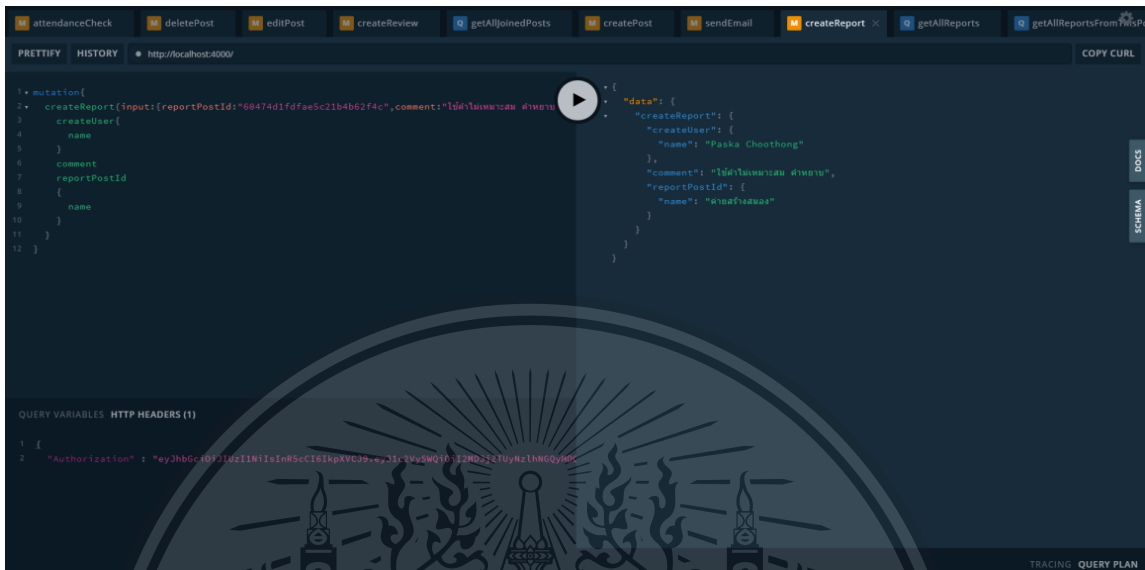 M attendanceCheck M deletePost M editPost M createReview Q getAllJoinedPosts M createPost M sendEmail M createReport × Q getAllReports Q getAllReportsFrom
PRETTIFY HISTORY http://localhost:4000/ COPY CURL
1 mutation{
2 createReport(input:{reportPostId:"60474d1fdfae5c21b4b62f4c",comment:"ใช้คำไม่เหมาะสม คำหยาบ
3 createUser{
4 name
5 }
6 comment
7 reportPostId
8 {
9 name
10 }
11 }
12 }
{
"data": {
"createReport": {
"createUser": {
"name": "Paska Choothong"
},
"comment": "ใช้คำไม่เหมาะสม คำหยาบ",
"reportPostId": {
"name": "ค่ายสร้างสมอง"
}
}
}
}
DOCS
SCHEMA
QUERY VARIABLES HTTP HEADERS (1)
1 {
2 "Authorization" :
TRACING QUERY PLAN